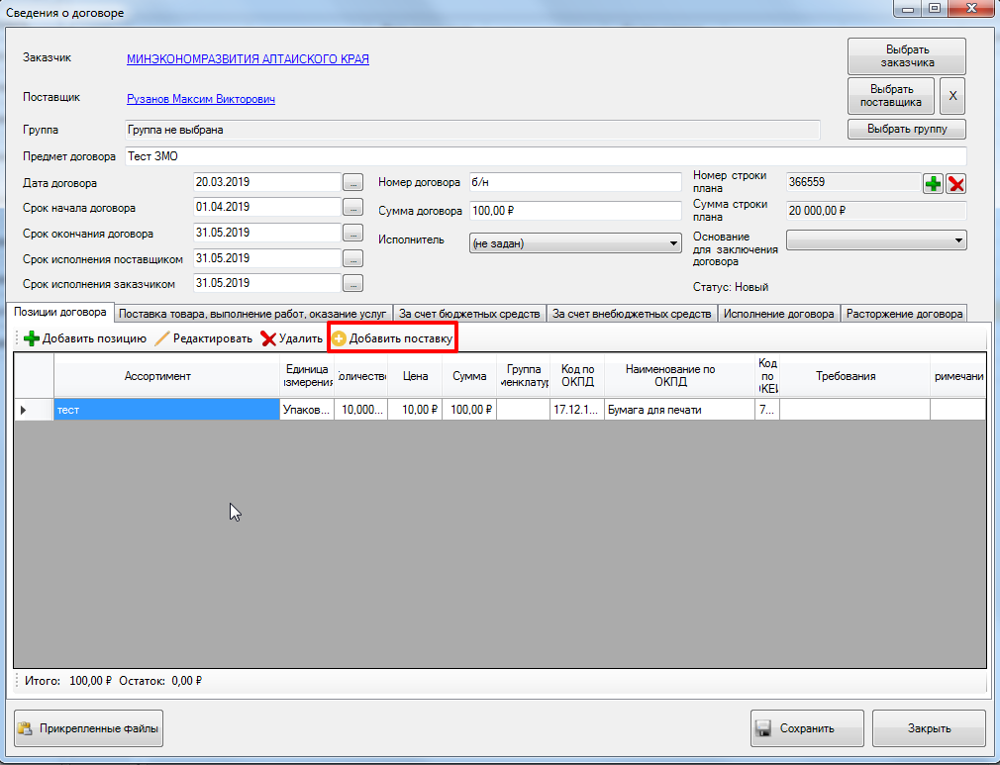 Сведения о договоре
Заказчик
МИНЭКОНОМРАЗВИТИЯ АЛТАЙСКОГО КРАЯ
Выбрать
заказчика
Поставщик
Рузанов Максим Викторович
Выбрать
поставщика
X
Группа
Группа не выбрана
Выбрать группу
Предмет договора
Тест ЗМО
Дата договора
20.03.2019
...
Номер договора
б/н
Номер строки
плана
366559
Срок начала договора
01.04.2019
...
Сумма договора
100,00 ₽
Сумма строки
плана
20 000,00 ₽
Срок окончания договора
31.05.2019
...
Исполнитель
(не задан)
Основание
для заключения
договора
Срок исполнения поставщиком
31.05.2019
...
Срок исполнения заказчиком
31.05.2019
...
Статус: Новый
Позиции договора
Поставка товара, выполнение работ, оказание услуг
За счет бюджетных средств
За счет внебюджетных средств
Исполнение договора
Расторжение договора
Добавить позицию
Редактировать
Удалить
Добавить поставку
Ассортимент
Единица
измерения
Количество
Цена
Сумма
Группа
менклатур
Код по
ОКПД
Наименование по
ОКПД
Код
по
ОКЕИ
Требования
римечани
тест
Упаков...
10,000...
10,00 ₽
100,00 ₽
17.12.1...
Бумага для печати
7...
Итого: 100,00 ₽ Остаток: 0,00 ₽
Прикрепленные файлы
Сохранить
Закрыть